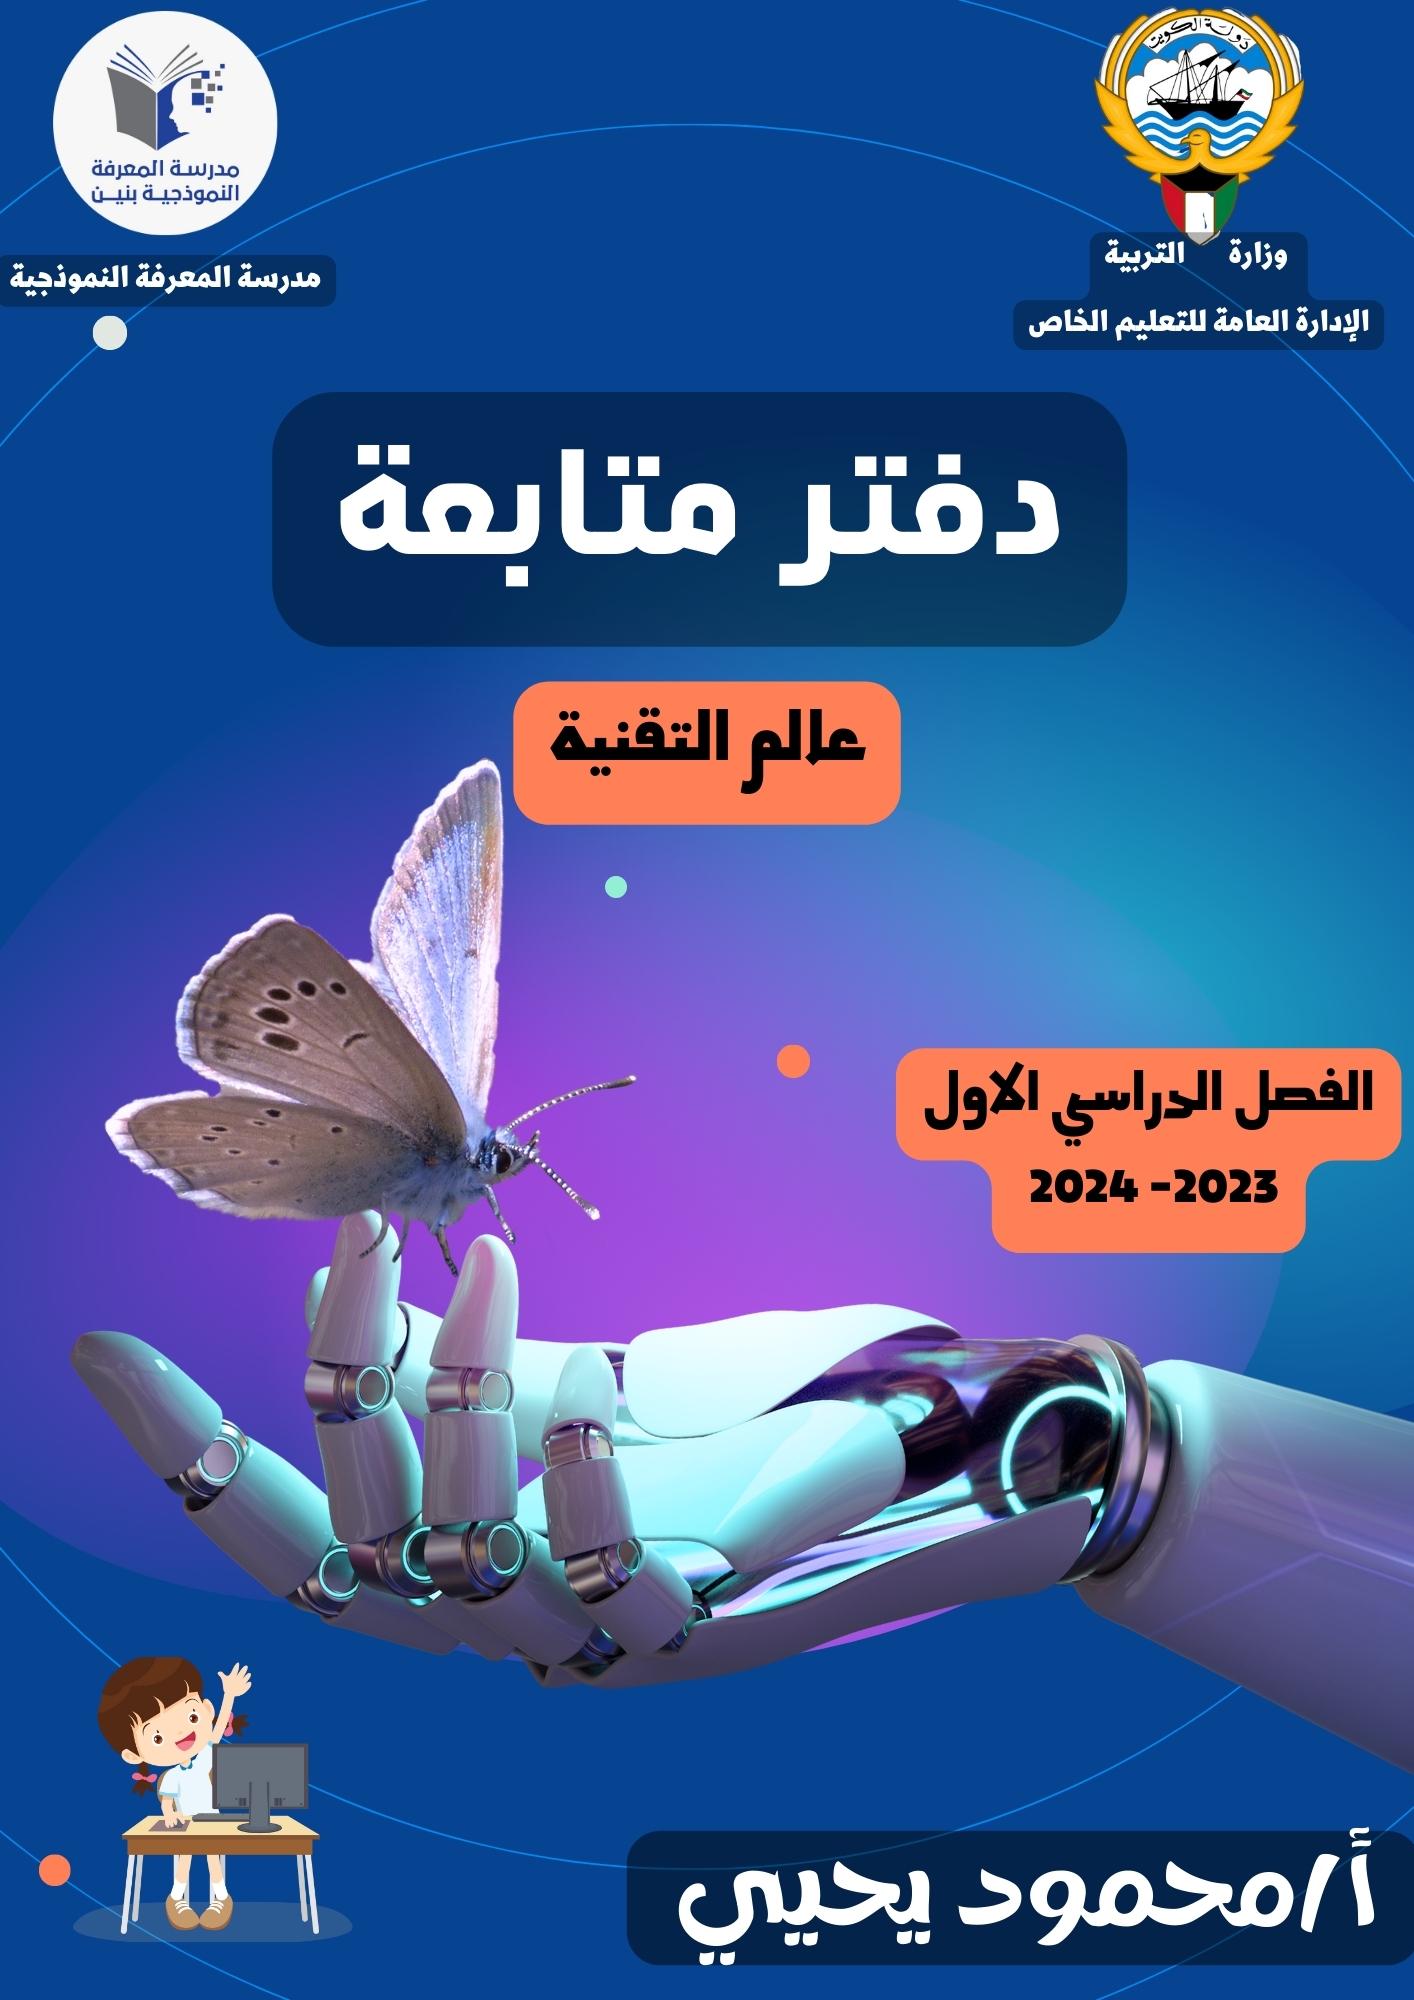 دولة الكويت
وزارة التربية
الإدارة العامة للتعليم الخاص
مدرسة المعرفة
النموذجية بنين
مدرسة المعرفة النموذجية
دفتر متابعة
عالم التقنية
الفصل الدراسي الاول
2023- 2024
أ/محمود يحيي